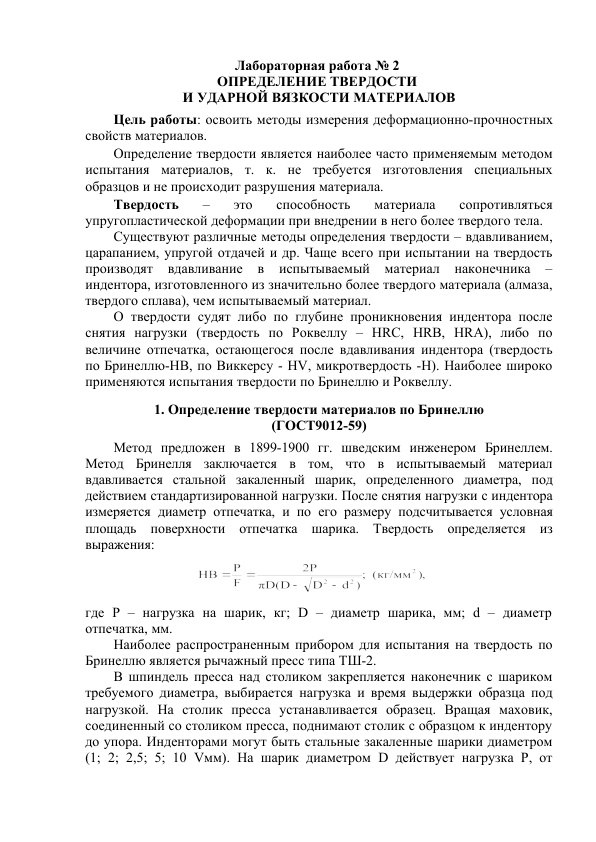 Лабораторная работа № 2
ОПРЕДЕЛЕНИЕ ТВЕРДОСТИ
И УДАРНОЙ ВЯЗКОСТИ МАТЕРИАЛОВ
Цель работы: освоить методы измерения деформационно-прочностных
свойств материалов.
Определение твердости является наиболее часто применяемым методом
испытания материалов, т. к. не требуется изготовления специальных
образцов и не происходит разрушения материала.
Твердость – это способность материала сопротивляться
упругопластической деформации при внедрении в него более твердого тела.
Существуют различные методы определения твердости – вдавливанием,
царапанием, упругой отдачей и др. Чаще всего при испытании на твердость
производят вдавливание в испытываемый материал наконечника –
индентора, изготовленного из значительно более твердого материала (алмаза,
твердого сплава), чем испытываемый материал.
О твердости судят либо по глубине проникновения индентора после
снятия нагрузки (твердость по Роквеллу – HRC, HRB, HRA), либо по
величине отпечатка, остающегося после вдавливания индентора (твердость
по Бринеллю-НВ, по Виккерсу - HV, микротвердость -Н). Наиболее широко
применяются испытания твердости по Бринеллю и Роквеллу.
1. Определение твердости материалов по Бринеллю
(ГОСТ9012-59)
Метод предложен в 1899-1900 гг. шведским инженером Бринеллем.
Метод Бринелля заключается в том, что в испытываемый материал
вдавливается стальной закаленный шарик, определенного диаметра, под
действием стандартизированной нагрузки. После снятия нагрузки с индентора
измеряется диаметр отпечатка, и по его размеру подсчитывается условная
площадь поверхности отпечатка шарика. Твердость определяется из
выражения:
HB = P/F = 2P/(πD(D - √(D² - d²))); (кг/мм²),
где P – нагрузка на шарик, кг; D – диаметр шарика, мм; d – диаметр
отпечатка, мм.
Наиболее распространенным прибором для испытания на твердость по
Бринеллю является рычажный пресс типа ТШ-2.
В шпиндель пресса над столиком закрепляется наконечник с шариком
требуемого диаметра, выбирается нагрузка и время выдержки образца под
нагрузкой. На столик пресса устанавливается образец. Вращая маховик,
соединенный со столиком пресса, поднимают столик с образцом к индентору
до упора. Инденторами могут быть стальные закаленные шарики диаметром
(1; 2; 2,5; 5; 10 Vмм). На шарик диаметром D действует нагрузка P, от